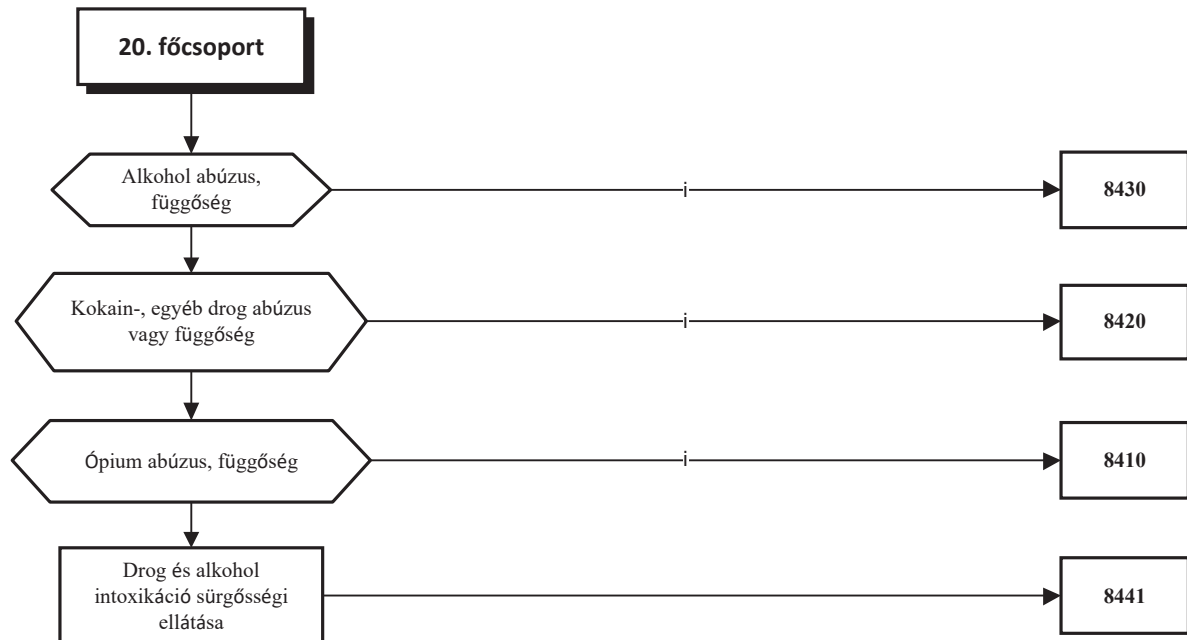 20. főcsoport
Alkohol abúzus,
függőség
i
8430
Kokain-, egyéb drog abúzus
vagy függőség
i
8420
Ópium abúzus, függőség
i
8410
Drog és alkohol
intoxikáció sürgősségi
ellátása
8441